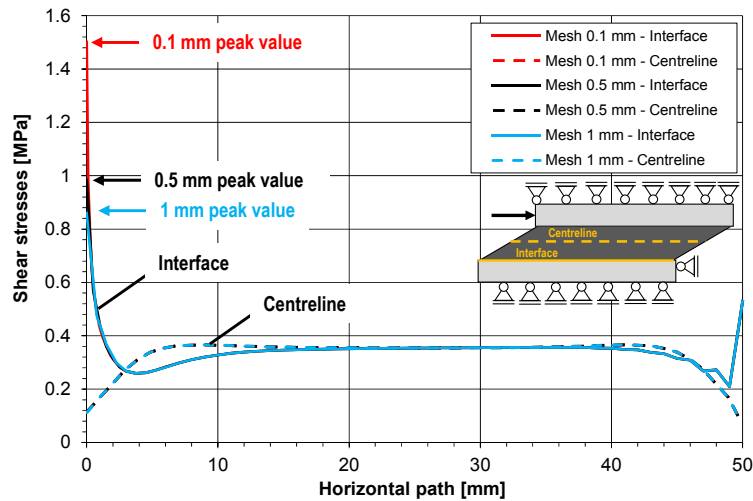 Shear stresses [MPa]
1.6
1.4
1.2
1
0.8
0.6
0.4
0.2
0
0.1 mm peak value
0.5 mm peak value
1 mm peak value
Interface
Centreline
Mesh 0.1 mm - Interface
Mesh 0.1 mm - Centreline
Mesh 0.5 mm - Interface
Mesh 0.5 mm - Centreline
Mesh 1 mm - Interface
Mesh 1 mm - Centreline
Centreline
Interface
0 10 20 30 40 50
Horizontal path [mm]